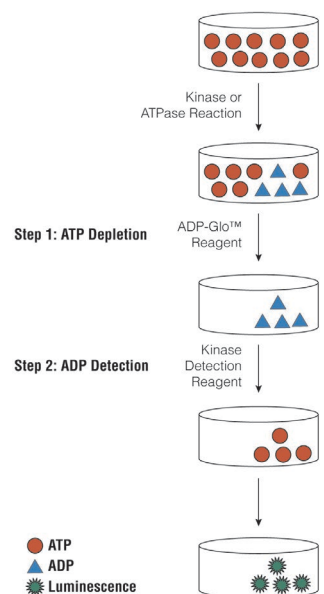 Kinase or
ATPase Reaction
Step 1: ATP Depletion
ADP-Glo™
Reagent
Step 2: ADP Detection
Kinase
Detection
Reagent
ATP
ADP
Luminescence